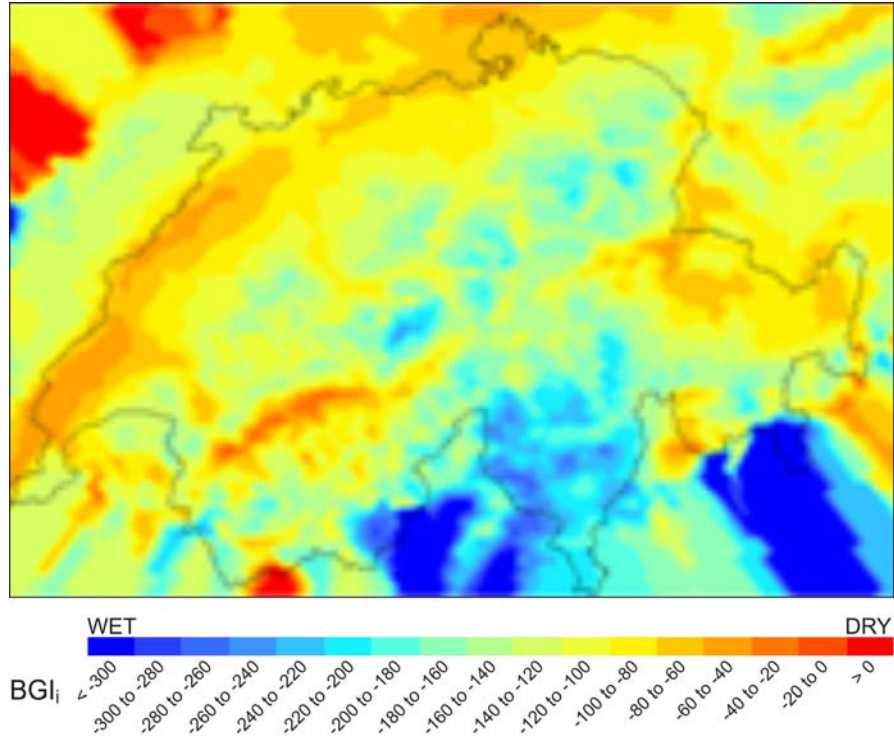 WET DRY
BGIi
< -300
-300 to -280
-280 to -260
-260 to -240
-240 to -220
-220 to -200
-200 to -180
-180 to -160
-160 to -140
-140 to -120
-120 to -100
-100 to -80
-80 to -60
-60 to -40
-40 to -20
-20 to 0
> 0